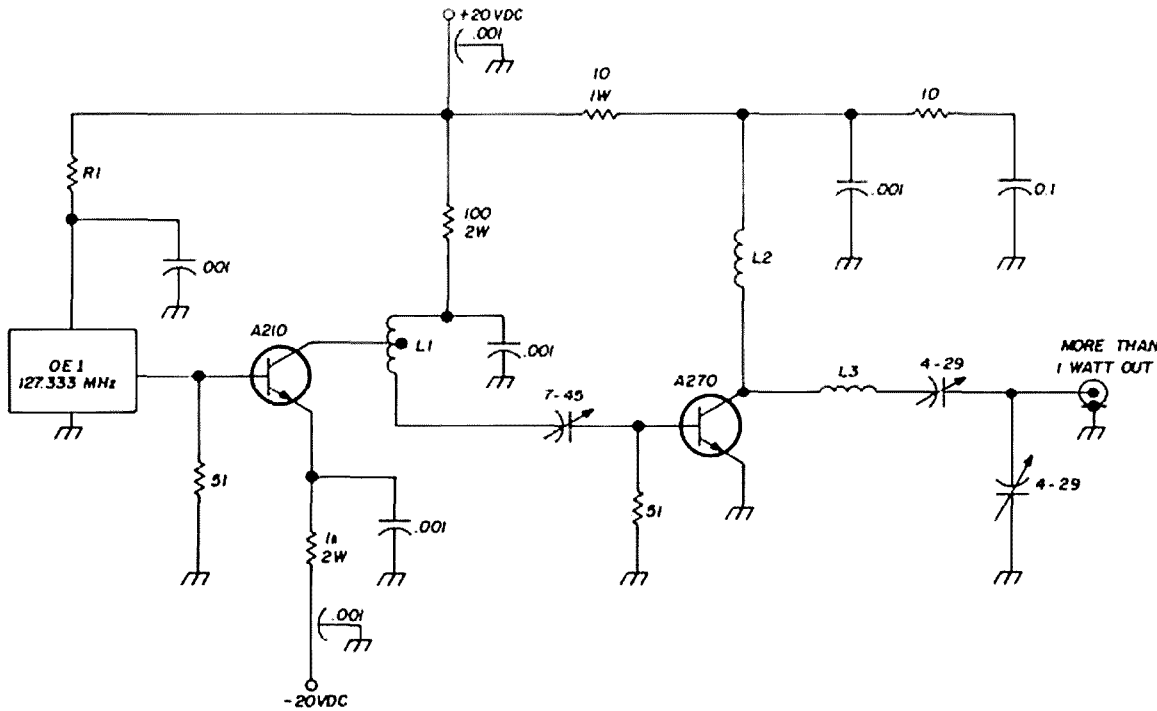 +20VDC
.001
10
1W
10
R1
100
2W
.001
0.1
001
L2
A210
OE1
127.333 MHz
L1
.001
MORE THAN
1 WATT OUT
4-29
L3
A270
7-45
51
4-29
51
.001
2W
.001
-20VDC